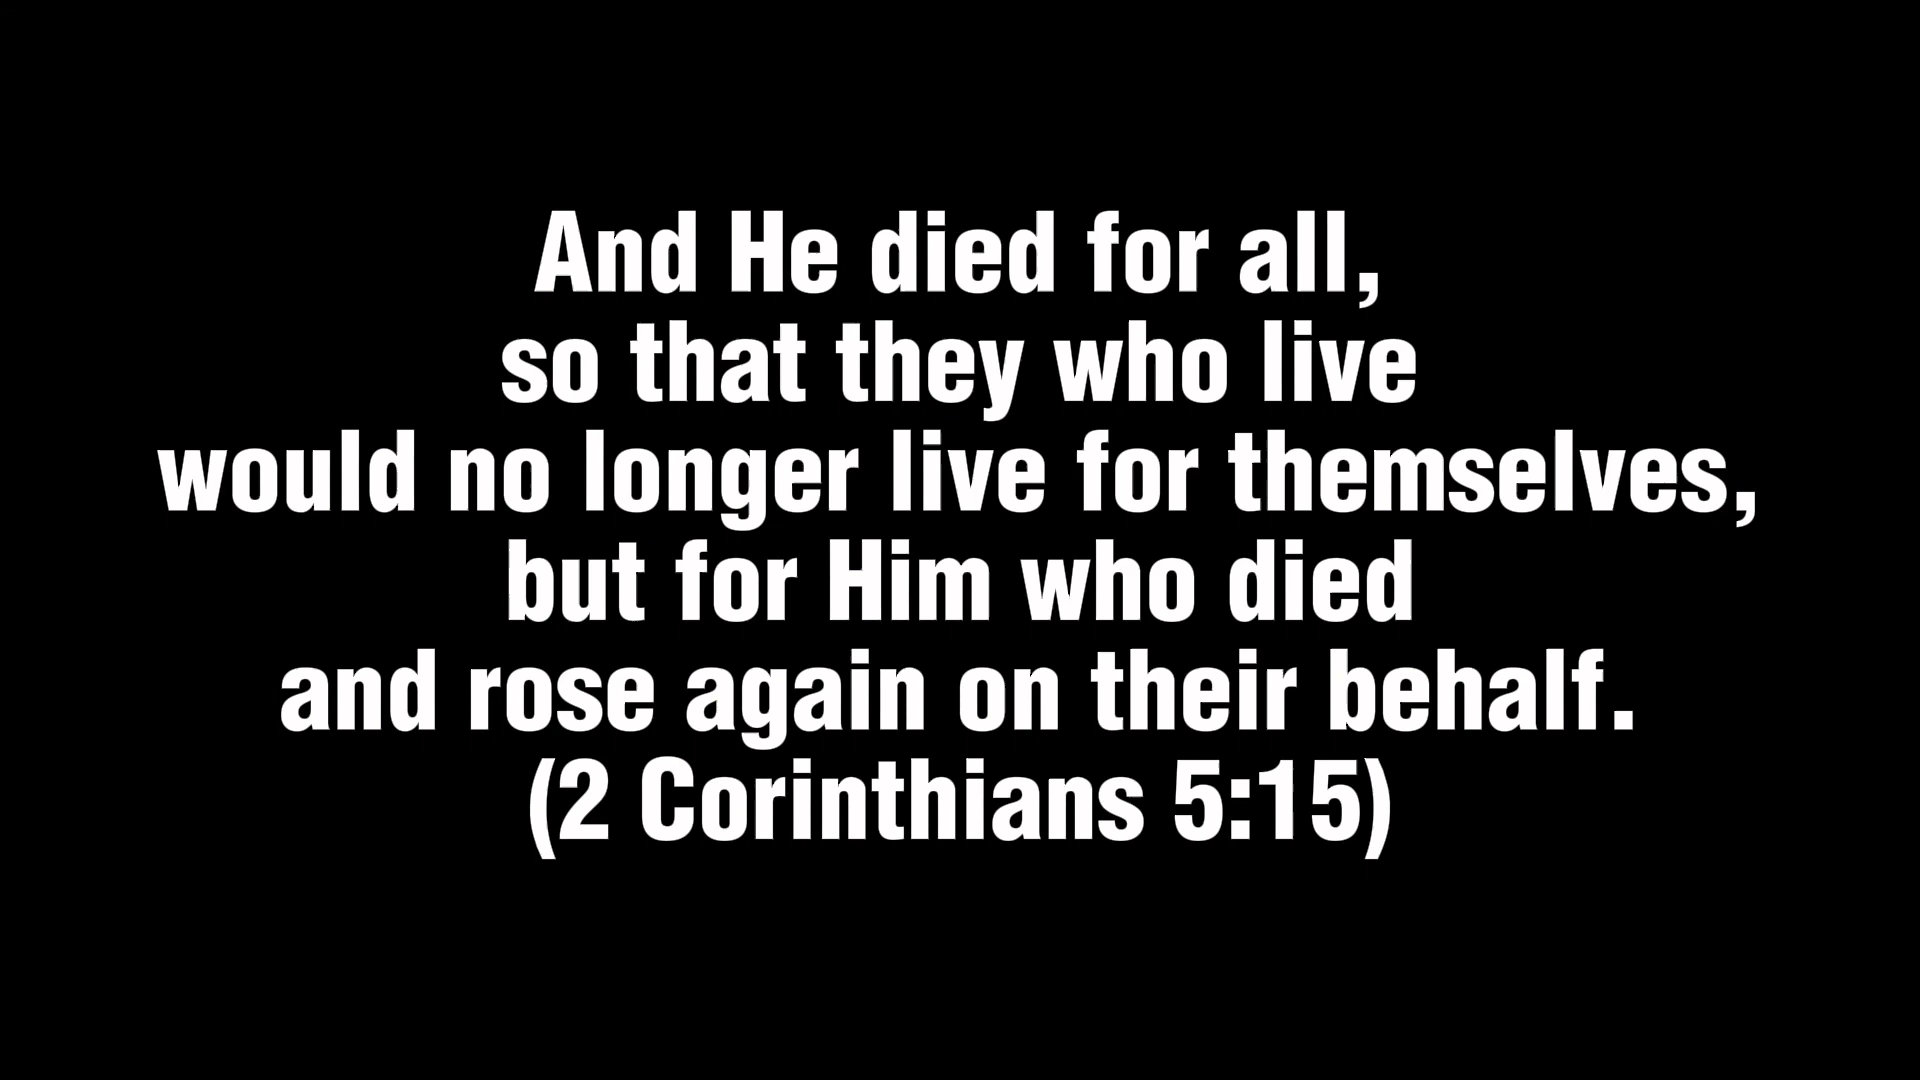 And He died for all,
so that they who live
would no longer live for themselves,
but for Him who died
and rose again on their behalf.
(2 Corinthians 5:15)